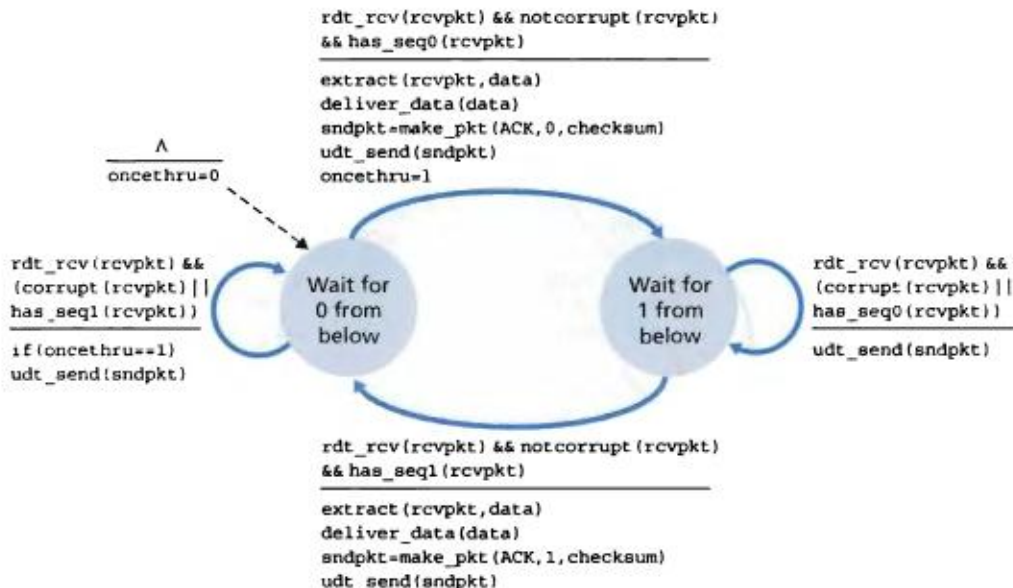 rdt_rcv(rcvpkt) && notcorrupt(rcvpkt)
&& has_seq0(rcvpkt)
extract(rcvpkt,data)
deliver_data(data)
sndpkt=make_pkt(ACK,0,checksum)
udt_send(sndpkt)
oncethru=1
Λ
oncethru=0
rdt_rcv(rcvpkt) &&
(corrupt(rcvpkt)||
has_seq1(rcvpkt))
if(oncethru==1)
udt_send(sndpkt)
Wait for
0 from
below
Wait for
1 from
below
rdt_rcv(rcvpkt) &&
(corrupt(rcvpkt)||
has_seq0(rcvpkt))
udt_send(sndpkt)
rdt_rcv(rcvpkt) && notcorrupt(rcvpkt)
&& has_seq1(rcvpkt)
extract(rcvpkt,data)
deliver_data(data)
sndpkt=make_pkt(ACK,1,checksum)
udt_send(sndpkt)